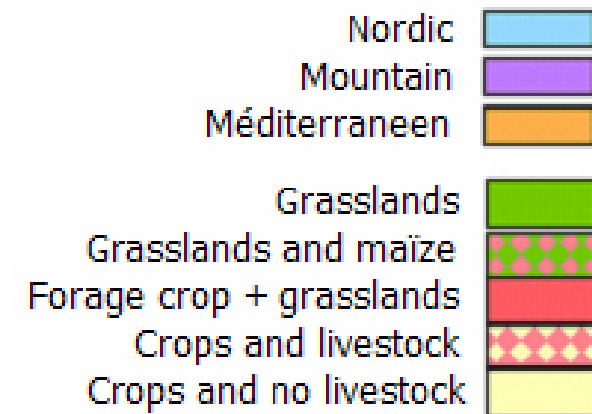 Nordic
Mountain
Méditerraneen
Grasslands
Grasslands and maïze
Forage crop + grasslands
Crops and livestock
Crops and no livestock